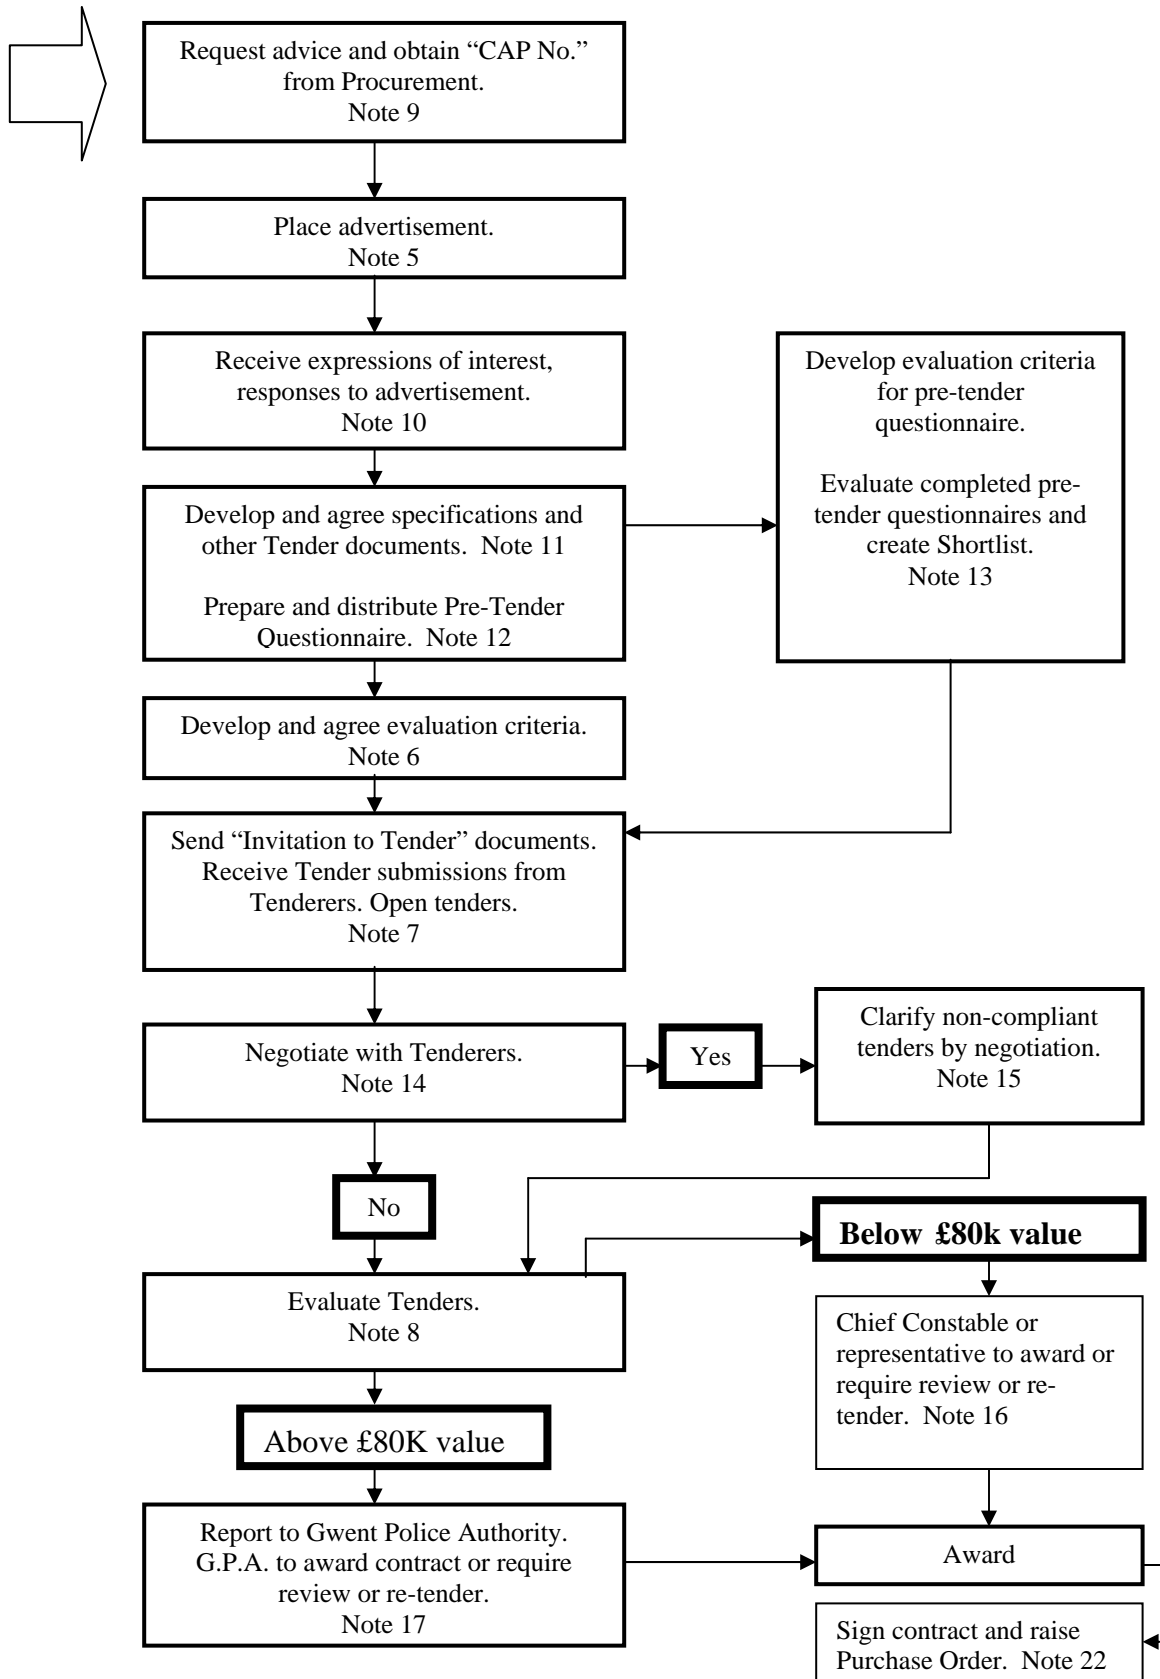 Request advice and obtain “CAP No.”
from Procurement.
Note 9
Place advertisement.
Note 5
Receive expressions of interest,
responses to advertisement.
Note 10
Develop evaluation criteria
for pre-tender
questionnaire.
Evaluate completed pre-
tender questionnaires and
create Shortlist.
Note 13
Develop and agree specifications and
other Tender documents.  Note 11
Prepare and distribute Pre-Tender
Questionnaire.  Note 12
Develop and agree evaluation criteria.
Note 6
Send “Invitation to Tender” documents.
Receive Tender submissions from
Tenderers. Open tenders.
Note 7
Negotiate with Tenderers.
Note 14
Yes
Clarify non-compliant
tenders by negotiation.
Note 15
No
Below £80k value
Evaluate Tenders.
Note 8
Chief Constable or
representative to award or
require review or re-
tender.  Note 16
Above £80K value
Report to Gwent Police Authority.
G.P.A. to award contract or require
review or re-tender.
Note 17
Award
Sign contract and raise
Purchase Order.  Note 22